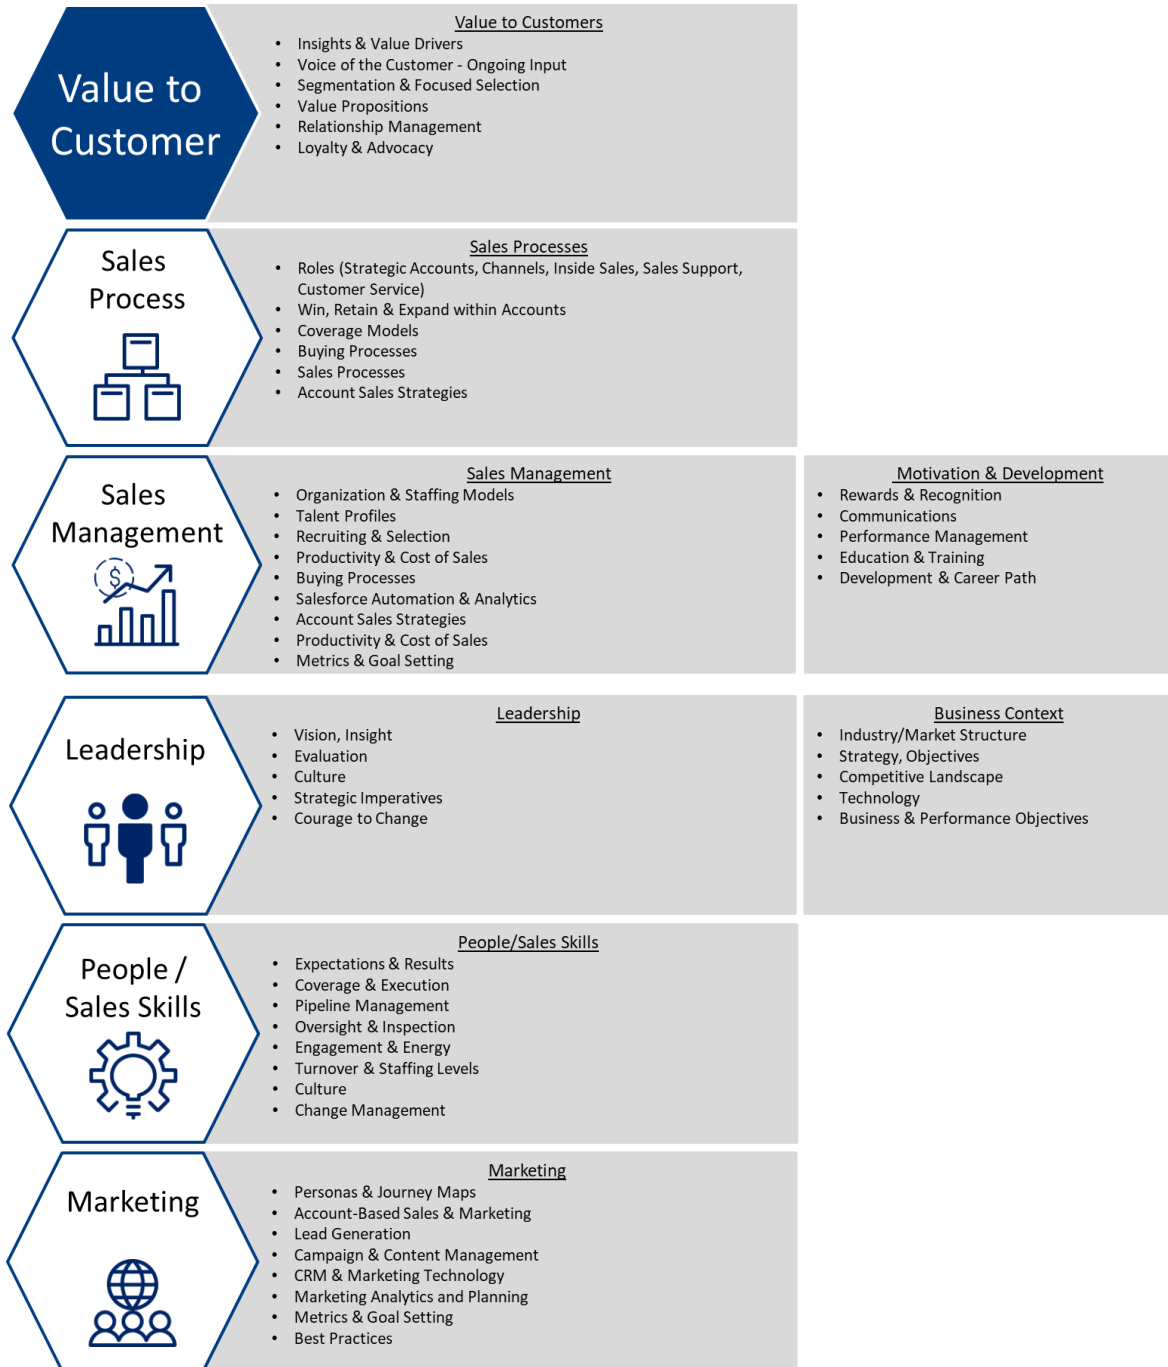 Value to
Customer
Value to Customers
• Insights & Value Drivers
• Voice of the Customer - Ongoing Input
• Segmentation & Focused Selection
• Value Propositions
• Relationship Management
• Loyalty & Advocacy
Sales
Process
Sales Processes
• Roles (Strategic Accounts, Channels, Inside Sales, Sales Support,
Customer Service)
• Win, Retain & Expand within Accounts
• Coverage Models
• Buying Processes
• Sales Processes
• Account Sales Strategies
Sales
Management
$
Sales Management
• Organization & Staffing Models
• Talent Profiles
• Recruiting & Selection
• Productivity & Cost of Sales
• Buying Processes
• Salesforce Automation & Analytics
• Account Sales Strategies
• Productivity & Cost of Sales
• Metrics & Goal Setting
Motivation & Development
• Rewards & Recognition
• Communications
• Performance Management
• Education & Training
• Development & Career Path
Leadership
Leadership
• Vision, Insight
• Evaluation
• Culture
• Strategic Imperatives
• Courage to Change
Business Context
• Industry/Market Structure
• Strategy, Objectives
• Competitive Landscape
• Technology
• Business & Performance Objectives
People /
Sales Skills
People/Sales Skills
• Expectations & Results
• Coverage & Execution
• Pipeline Management
• Oversight & Inspection
• Engagement & Energy
• Turnover & Staffing Levels
• Culture
• Change Management
Marketing
Marketing
• Personas & Journey Maps
• Account-Based Sales & Marketing
• Lead Generation
• Campaign & Content Management
• CRM & Marketing Technology
• Marketing Analytics and Planning
• Metrics & Goal Setting
• Best Practices